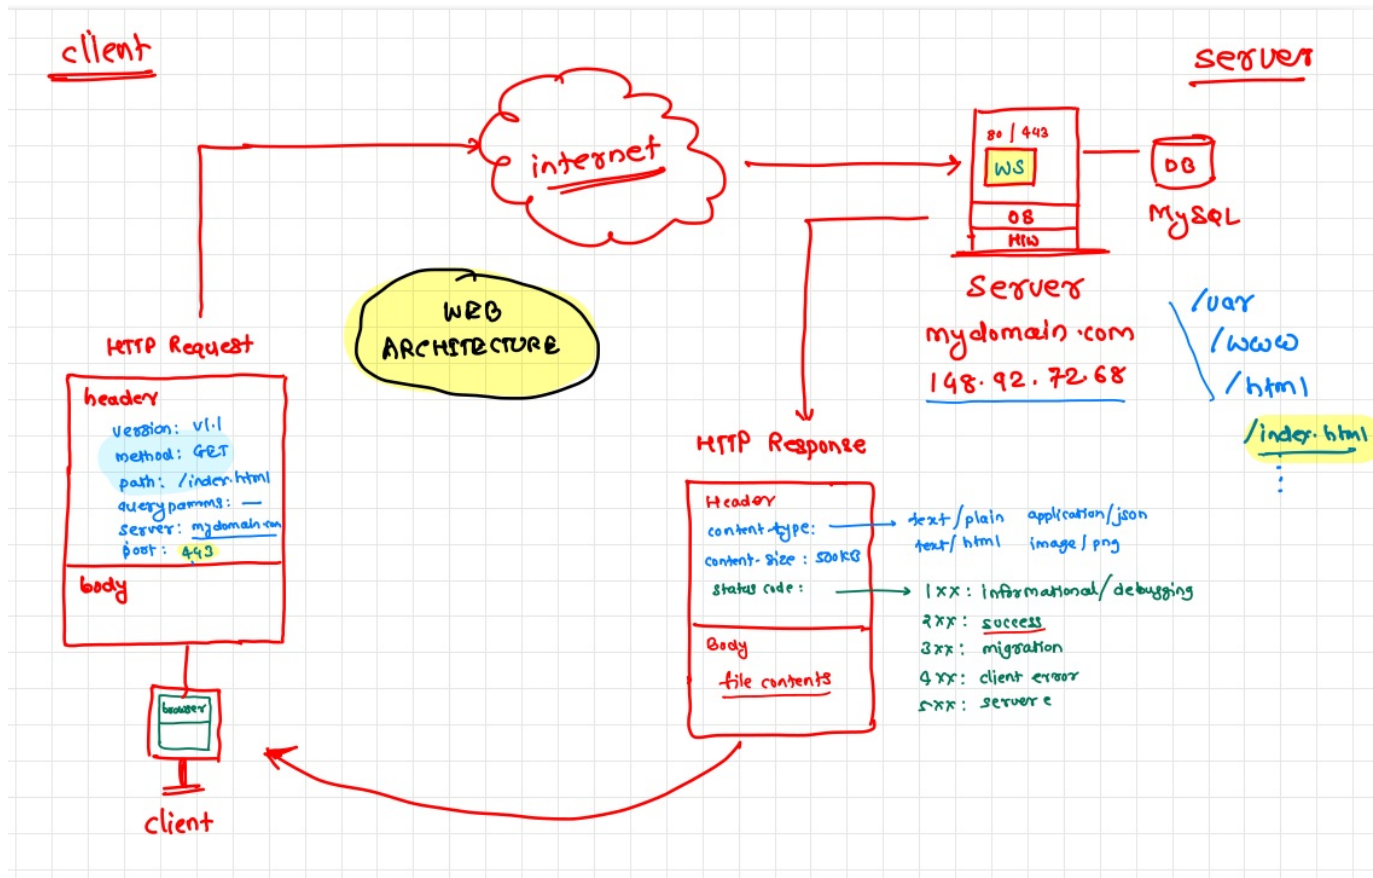 client
server
internet
80 | 443
WS
OS
H/W
DB
MySQL
Server
mydomain.com
148.92.72.68
/var
/www
/html
/index.html
WEB
ARCHITECTURE
HTTP Request
header
version: v1.1
method: GET
path: /index.html
queryparams: —
server: mydomain.com
port: 443
body
browser
client
HTTP Response
Header
content-type:
text/plain application/json
text/html image/png
content-size: 500KB
status code:
1xx: informational/debugging
2xx: success
3xx: migration
4xx: client error
5xx: server e
Body
file contents